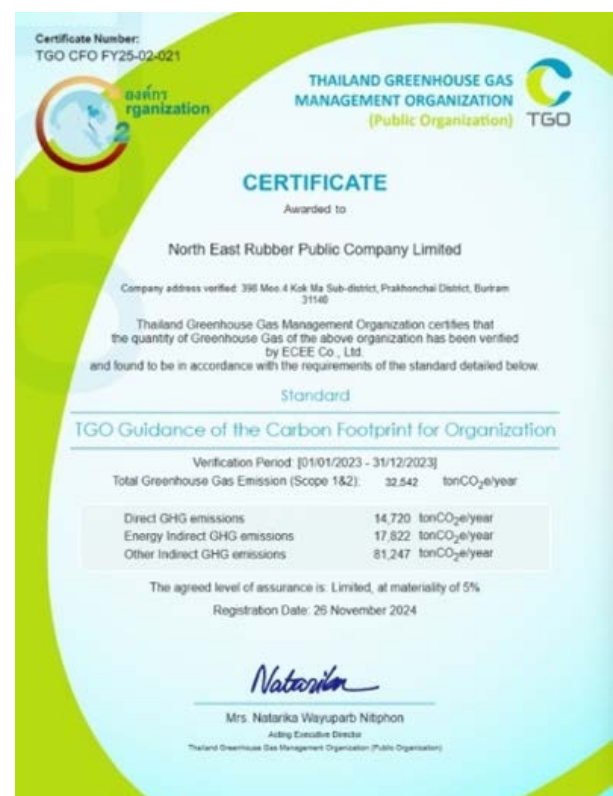 Certificate Number:
TGO CFO FY25-02-021
องค์กร
rganization
2
THAILAND GREENHOUSE GAS
MANAGEMENT ORGANIZATION
(Public Organization)
TGO
CERTIFICATE
Awarded to
North East Rubber Public Company Limited
Company address verified: 398 Moo.4 Kok Ma Sub-district, Prakhonchai District, Buriram
31140
Thailand Greenhouse Gas Management Organization certifies that
the quantity of Greenhouse Gas of the above organization has been verified
by ECEE Co., Ltd.
and found to be in accordance with the requirements of the standard detailed below.
Standard
TGO Guidance of the Carbon Footprint for Organization
Verification Period: [01/01/2023 - 31/12/2023]
Total Greenhouse Gas Emission (Scope 1&2): 32,542 tonCO₂e/year
Direct GHG emissions 14,720 tonCO₂e/year
Energy Indirect GHG emissions 17,822 tonCO₂e/year
Other Indirect GHG emissions 81,247 tonCO₂e/year
The agreed level of assurance is: Limited, at materiality of 5%
Registration Date: 26 November 2024
Natarika
Mrs. Natarika Wayuparb Nitiphon
Acting Executive Director
Thailand Greenhouse Gas Management Organization (Public Organization)